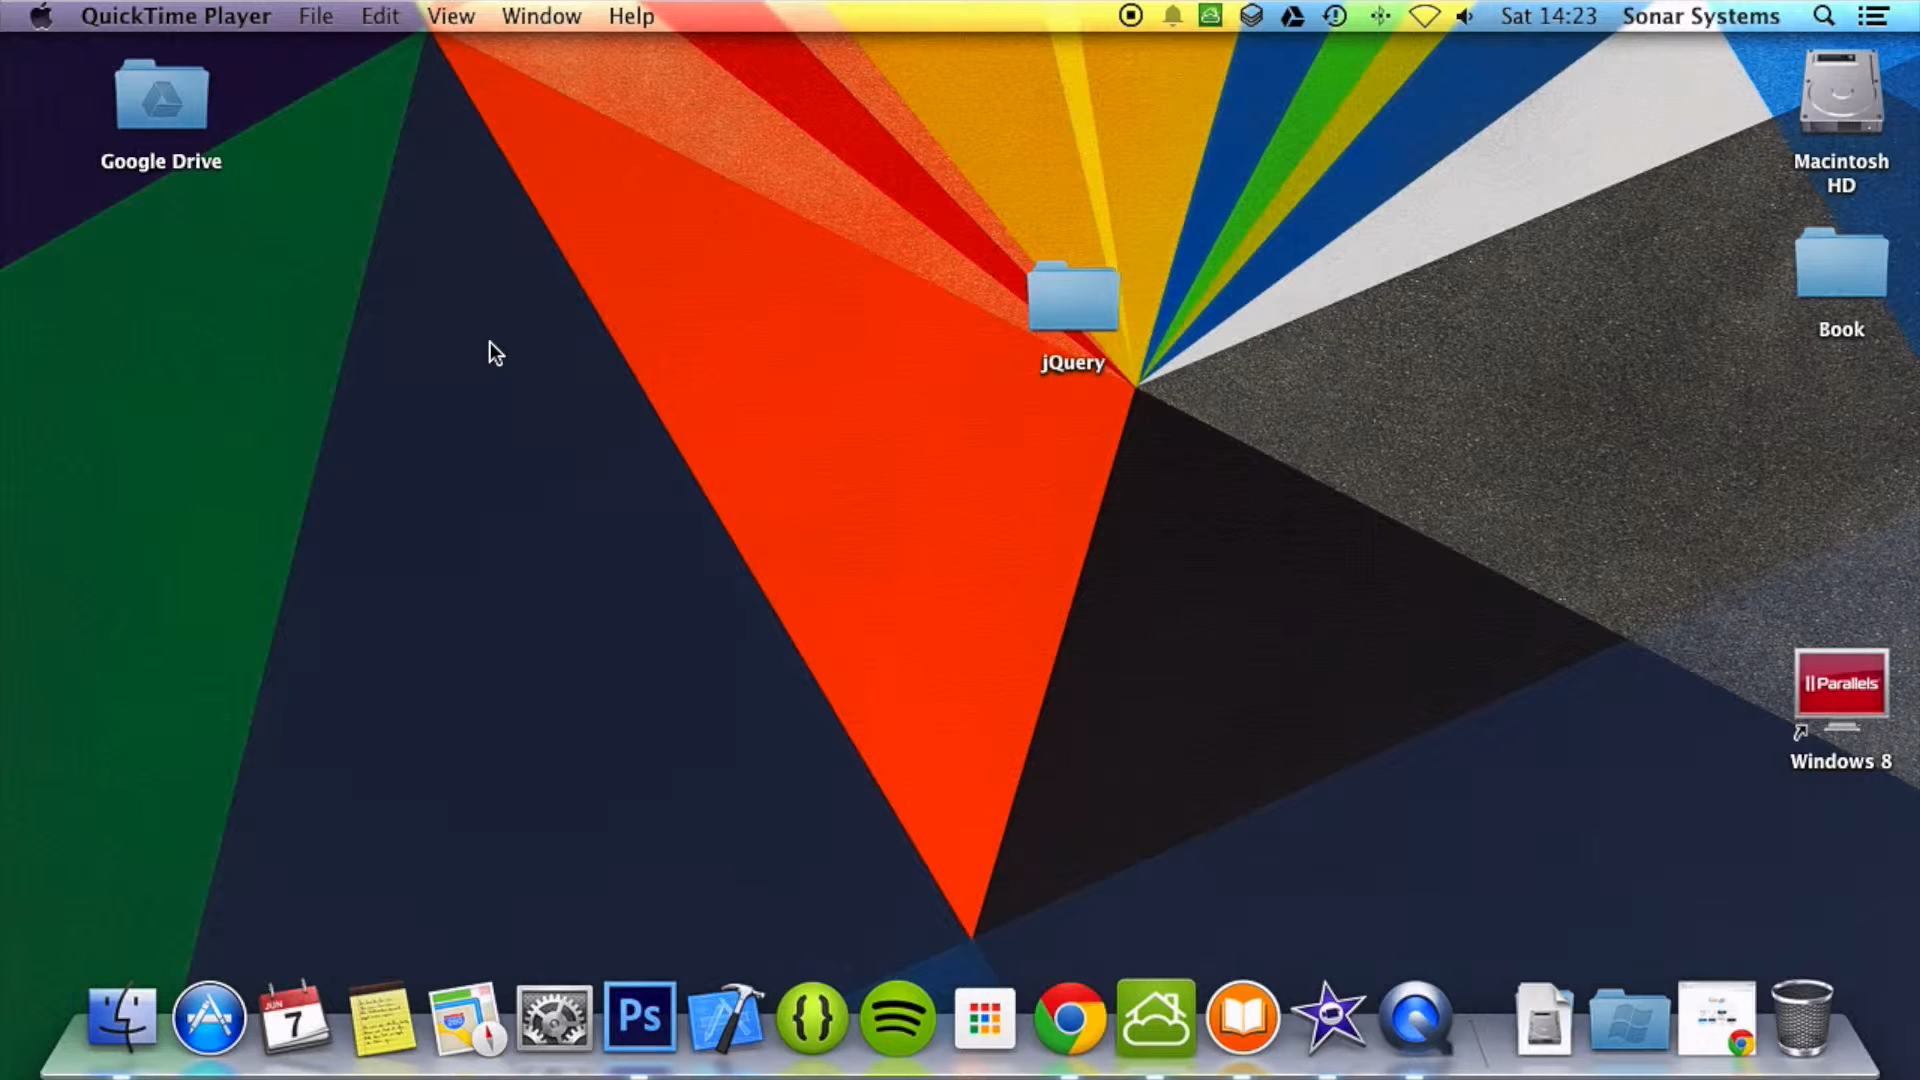 QuickTime Player File Edit View Window Help Sat 14:23 Sonar Systems
Google Drive
Macintosh
HD
jQuery
Book
Parallels
Windows 8
JUN
7
Ps
{}